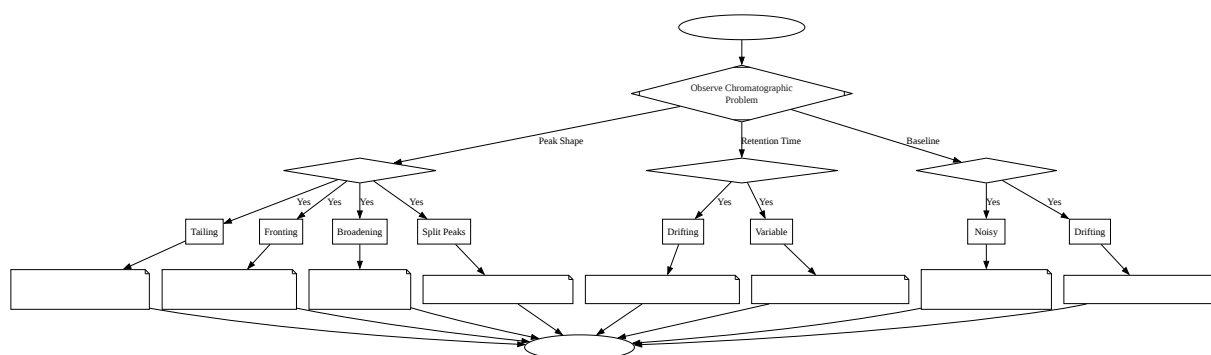 Observe Chromatographic
Problem
Peak Shape
Retention Time
Baseline
Yes
Yes
Yes
Yes
Yes
Yes
Yes
Yes
Tailing
Fronting
Broadening
Split Peaks
Drifting
Variable
Noisy
Drifting